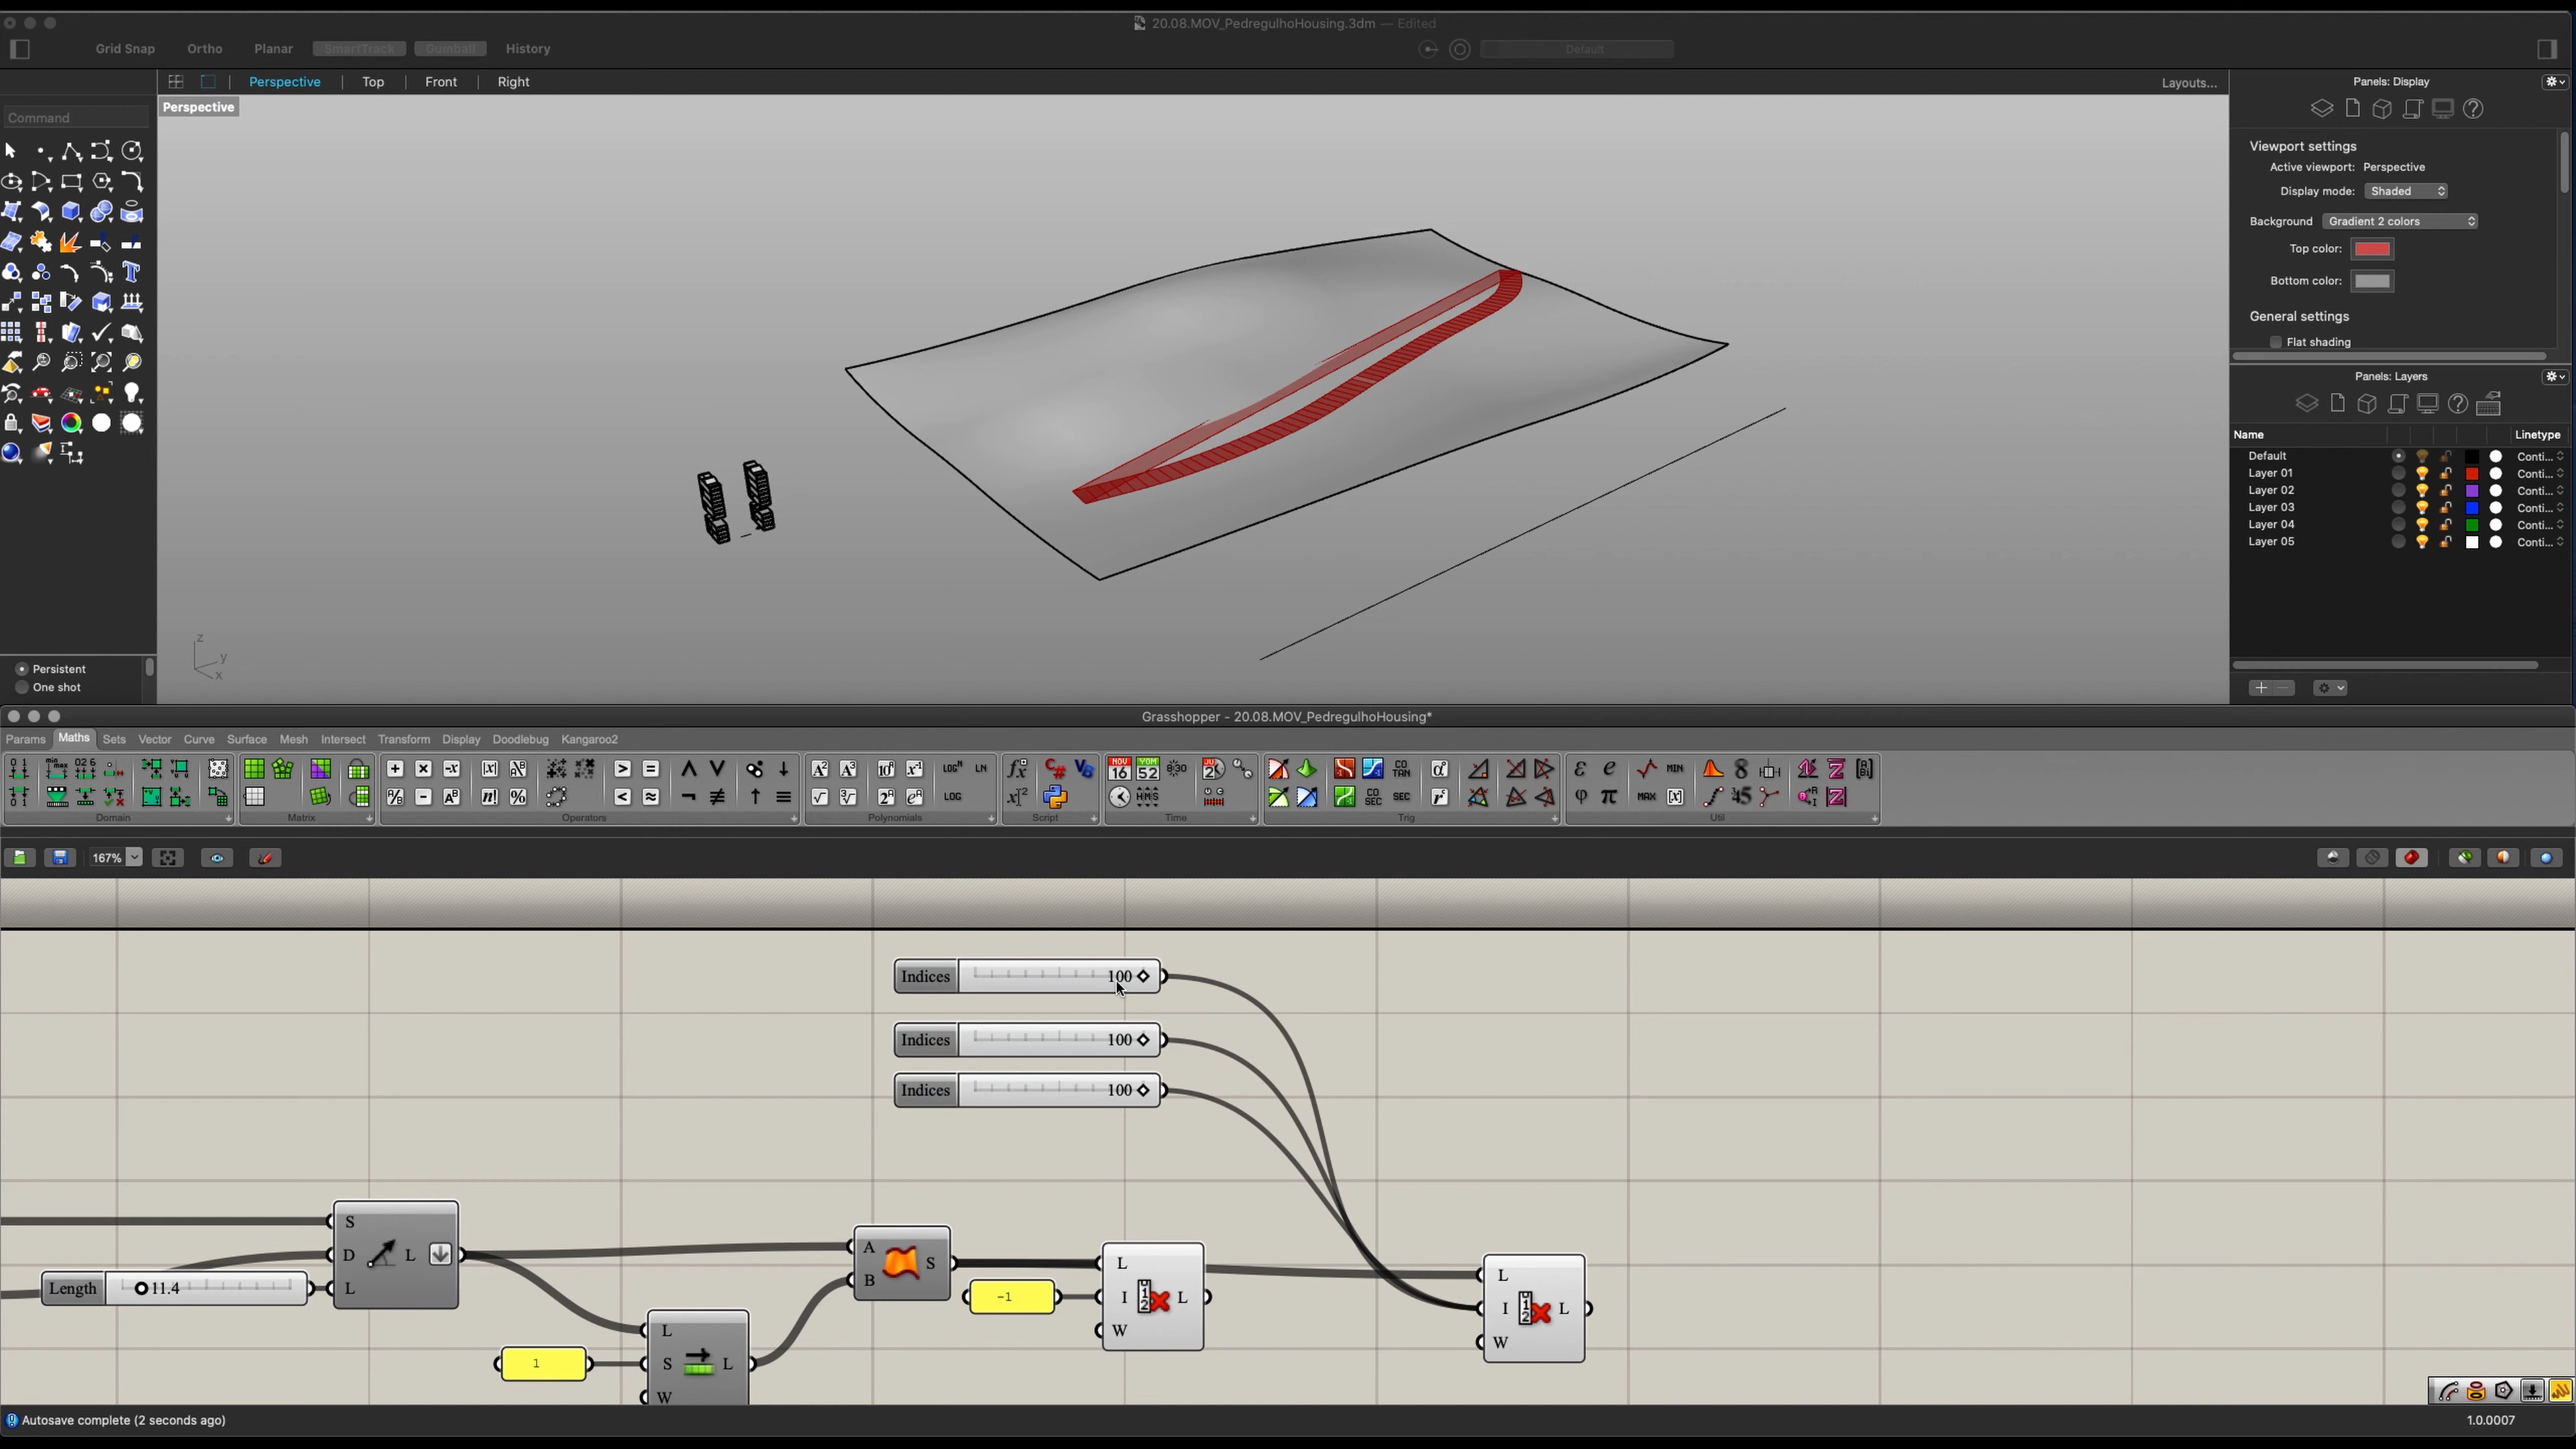 20.08.MOV_PedregulhoHousing.3dm — Edited
Grid Snap Ortho Planar SmartTrack Gumball History Default
Perspective Top Front Right Layouts... Panels: Display
Perspective
Command
Viewport settings
Active viewport: Perspective
Display mode: Shaded
Background Gradient 2 colors
Top color:
Bottom color:
General settings
Flat shading
Panels: Layers
Name Linetype
Default Conti...
Layer 01 Conti...
Layer 02 Conti...
Layer 03 Conti...
Layer 04 Conti...
Layer 05 Conti...
z
y
x
Persistent
One shot
Grasshopper - 20.08.MOV_PedregulhoHousing*
Params Maths Sets Vector Curve Surface Mesh Intersect Transform Display Doodlebug Kangaroo2
Domain Matrix Operators Polynomials Script Time Trig Util
167%
Indices 100
Indices 100
Indices 100
S
D L
L
Length 11.4
A
B S
L
I L
W
-1
L
I L
W
1
L
S L
W
Autosave complete (2 seconds ago) 1.0.0007